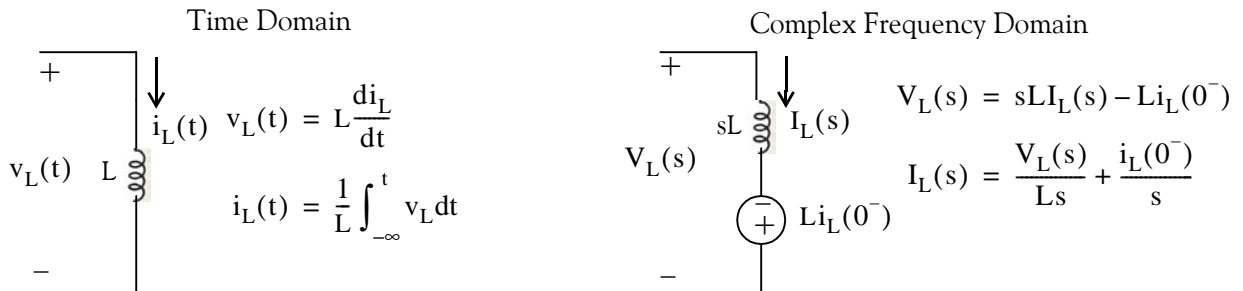 Time Domain
+
−
v_L(t)
L
i_L(t)
v_L(t) = L di_L/dt
i_L(t) = 1/L ∫_{−∞}^{t} v_L dt
Complex Frequency Domain
+
−
V_L(s)
sL
I_L(s)
−
+
Li_L(0⁻)
V_L(s) = sLI_L(s) − Li_L(0⁻)
I_L(s) = V_L(s)/Ls + i_L(0⁻)/s